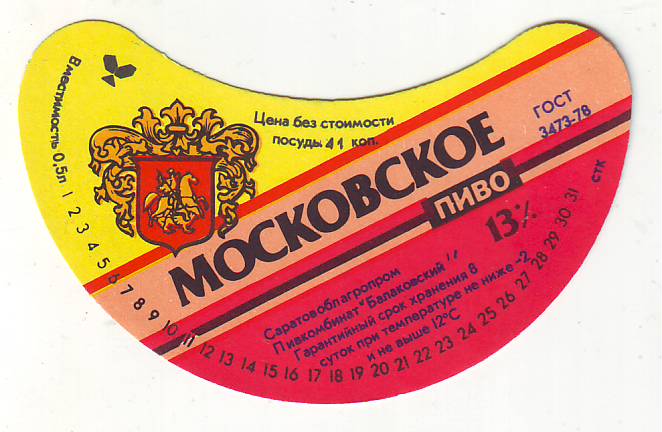 Вместимость 0,5л
Цена без стоимости
посуды 41 коп.
МОСКОВСКОЕ
ПИВО
13%
ГОСТ
3473-78
стк
Саратовоблагропром
Пивкомбинат "Балаковский"
Гарантийный срок хранения 8
суток при температуре не ниже -2
и не выше 12°С
1 2 3 4 5 6 7 8 9 10 11 12 13 14 15 16 17 18 19 20 21 22 23 24 25 26 27 28 29 30 31